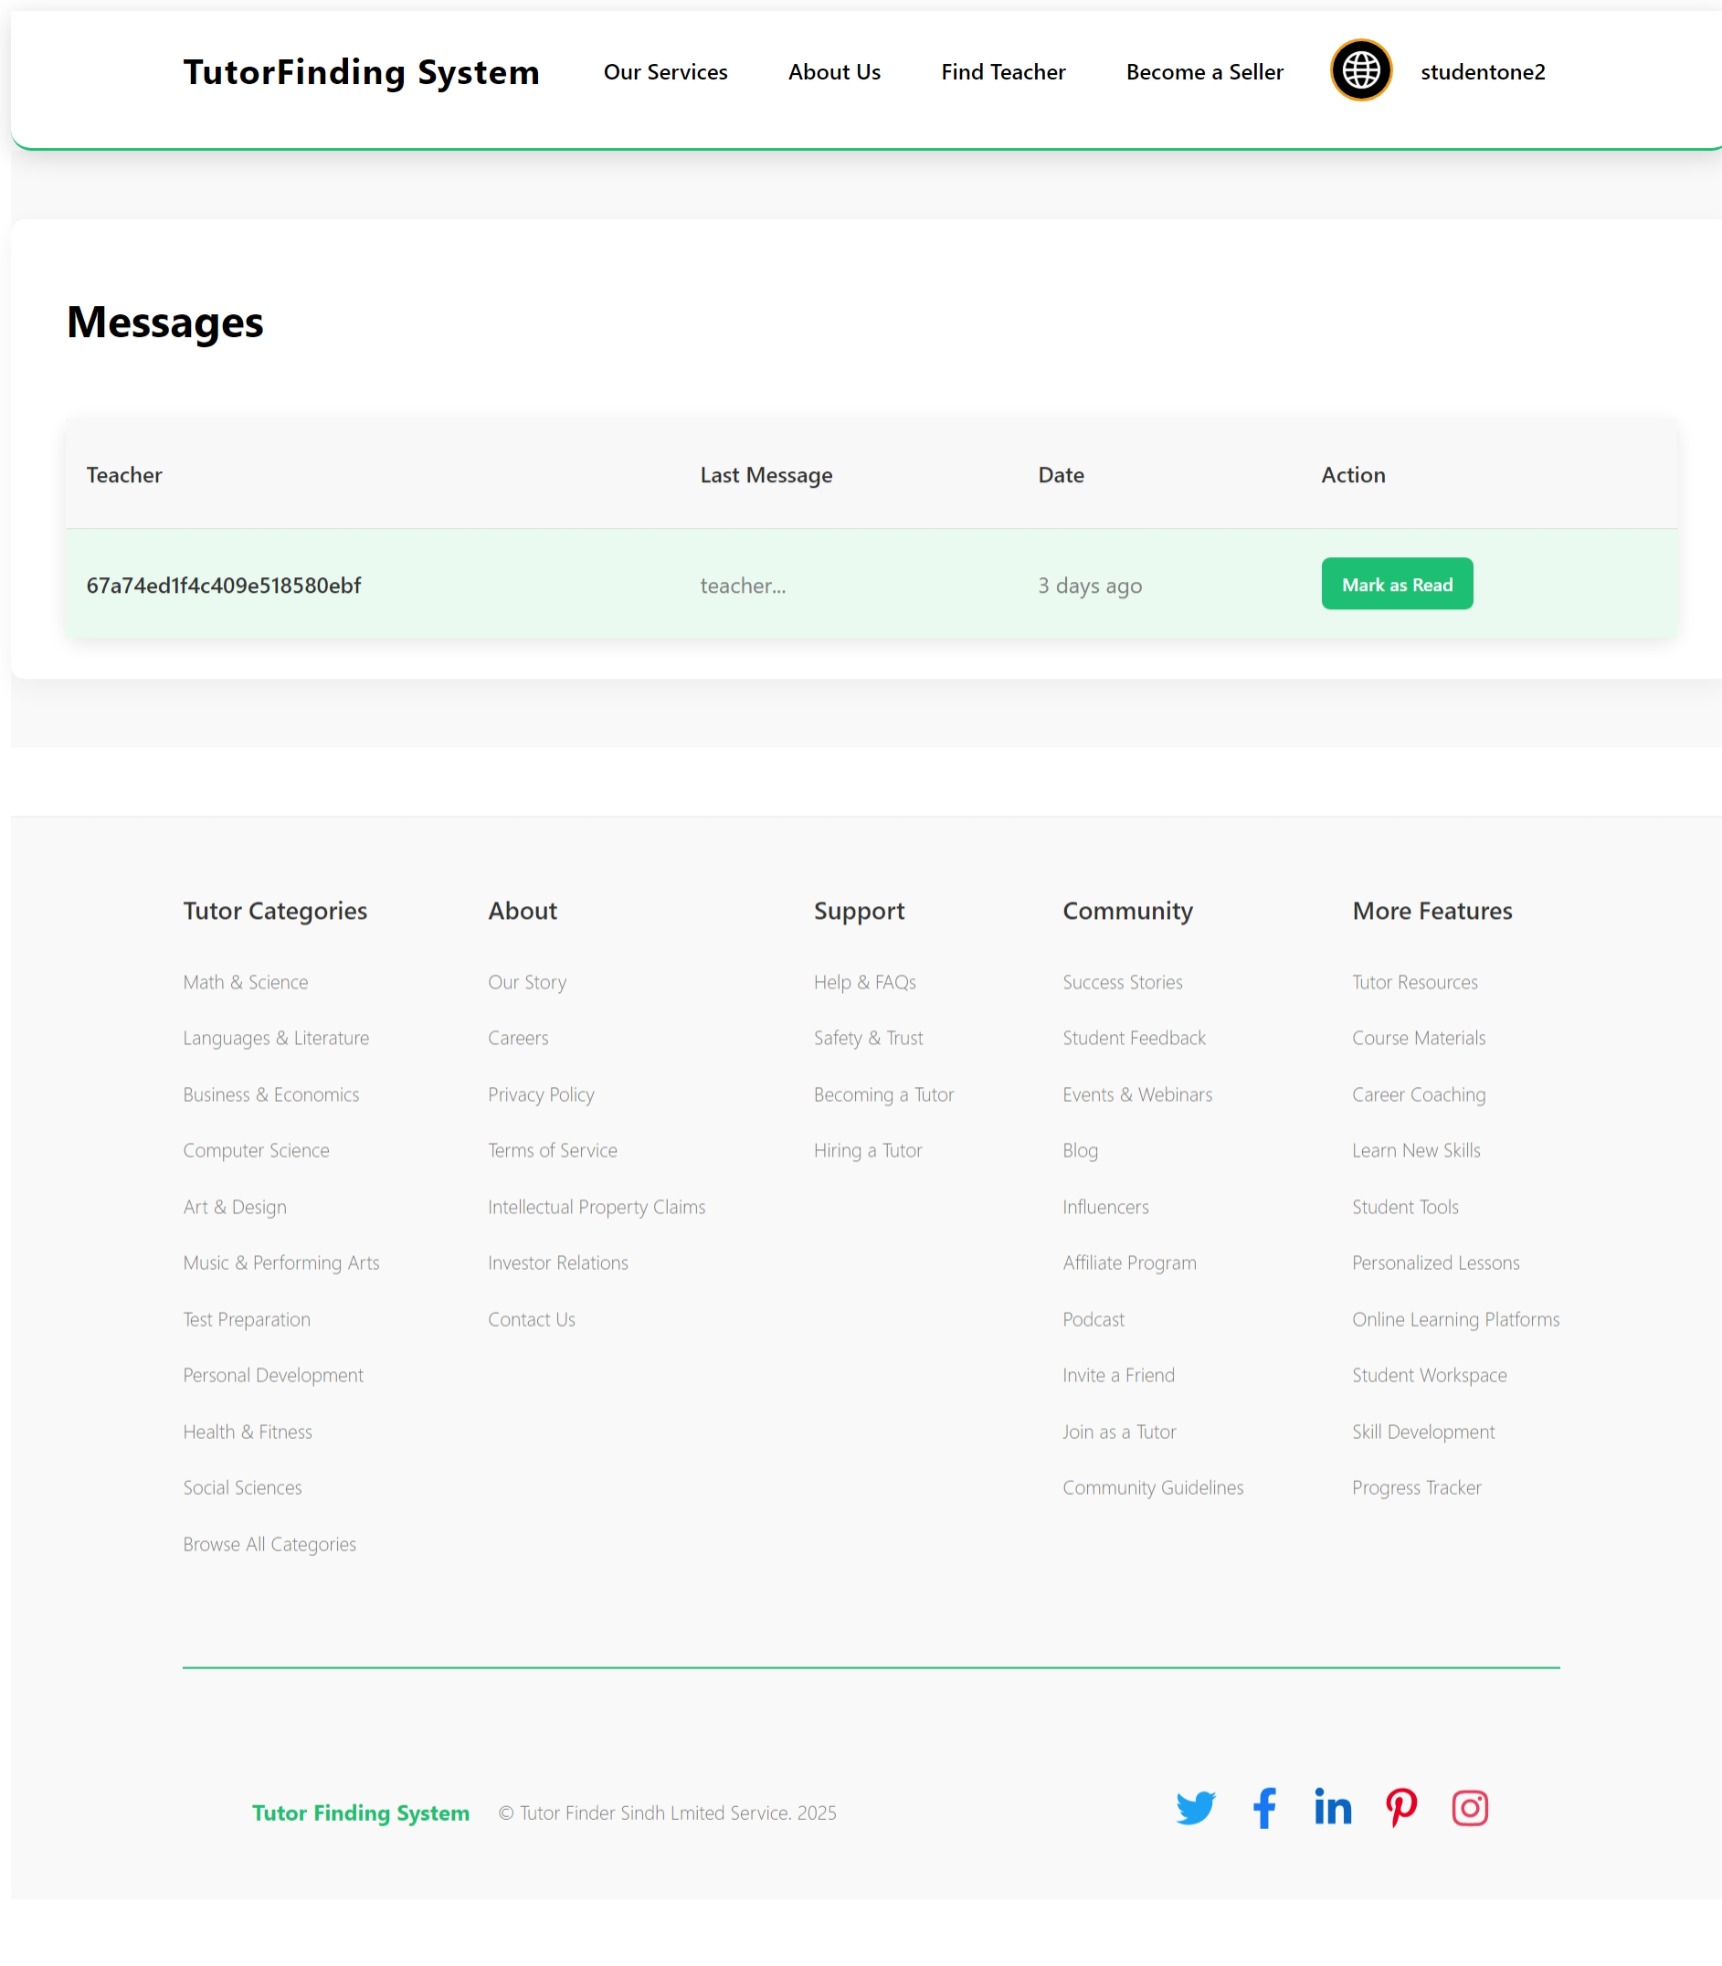 TutorFinding System Our Services About Us Find Teacher Become a Seller studentone2
Messages
Teacher Last Message Date Action
67a74ed1f4c409e518580ebf teacher... 3 days ago Mark as Read
Tutor Categories
Math & Science
Languages & Literature
Business & Economics
Computer Science
Art & Design
Music & Performing Arts
Test Preparation
Personal Development
Health & Fitness
Social Sciences
Browse All Categories
About
Our Story
Careers
Privacy Policy
Terms of Service
Intellectual Property Claims
Investor Relations
Contact Us
Support
Help & FAQs
Safety & Trust
Becoming a Tutor
Hiring a Tutor
Community
Success Stories
Student Feedback
Events & Webinars
Blog
Influencers
Affiliate Program
Podcast
Invite a Friend
Join as a Tutor
Community Guidelines
More Features
Tutor Resources
Course Materials
Career Coaching
Learn New Skills
Student Tools
Personalized Lessons
Online Learning Platforms
Student Workspace
Skill Development
Progress Tracker
Tutor Finding System © Tutor Finder Sindh Lmited Service. 2025